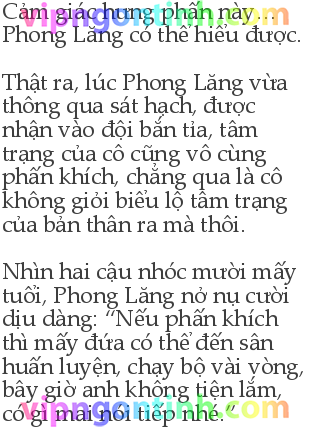 Cảm giác hưng phấn này...
vipngontinh.com
Phong Lăng có thể hiểu được.
Thật ra, lúc Phong Lăng vừa
thông qua sát hạch, được
nhận vào đội bắn tỉa, tâm
trạng của cô cũng vô cùng
phấn khích, chẳng qua là cô
không giỏi biểu lộ tâm trạng
của bản thân ra mà thôi.
Nhìn hai cậu nhóc mười mấy
tuổi, Phong Lăng nở nụ cười
dịu dàng: “Nếu phấn khích
thì mấy đứa có thể đến sân
huấn luyện, chạy bộ vài vòng,
bây giờ anh không tiện lắm,
có gì mai nói tiếp nhé.”
vipngontinh.com